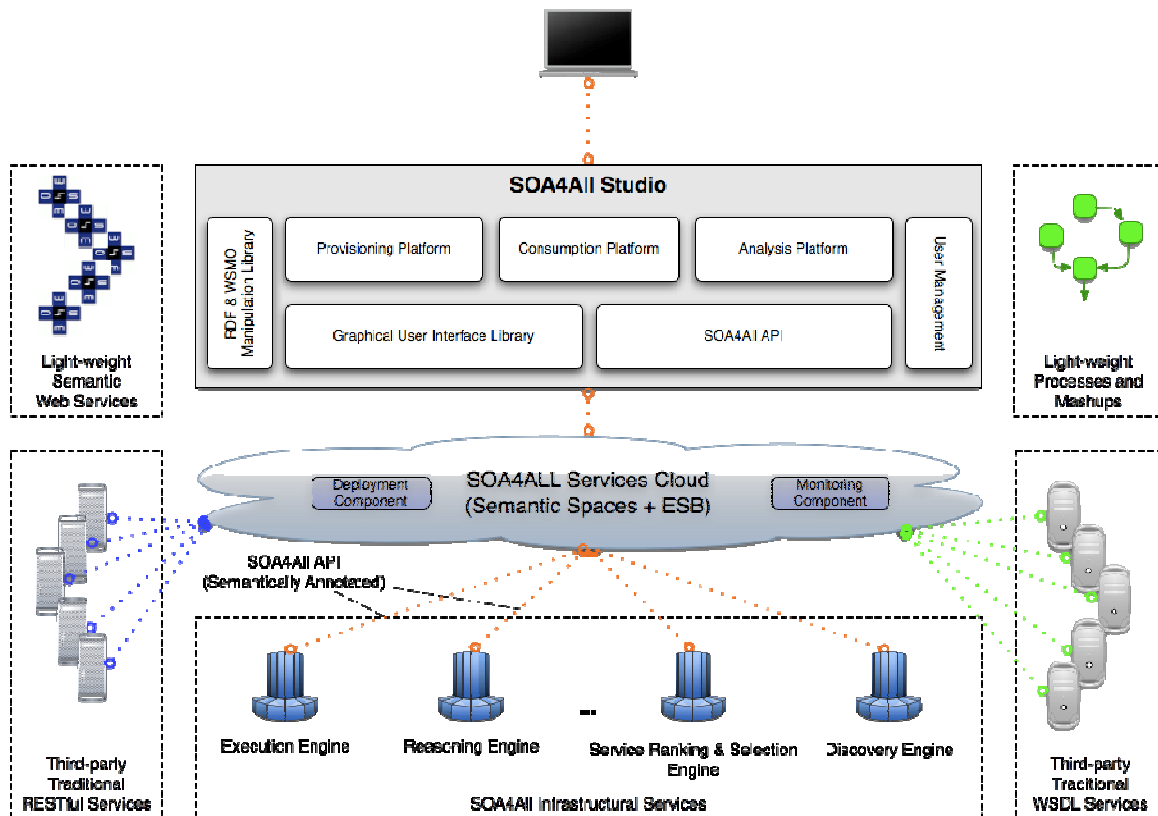 SOA4All Studio
RDF & WSMO
Manipulation Library
Provisioning Platform
Consumption Platform
Analysis Platform
User Management
Graphical User Interface Library
SOA4All API
Light-weight
Semantic
Web Services
Light-weight
Processes and
Mashups
SOA4ALL Services Cloud
(Semantic Spaces + ESB)
Deployment
Component
Monitoring
Component
SOA4All API
(Semantically Annotated)
Execution Engine
Reasoning Engine
...
Service Ranking & Selection
Engine
Discovery Engine
SOA4All Infrastructural Services
Third-party
Traditional
RESTful Services
Third-party
Traditional
WSDL Services